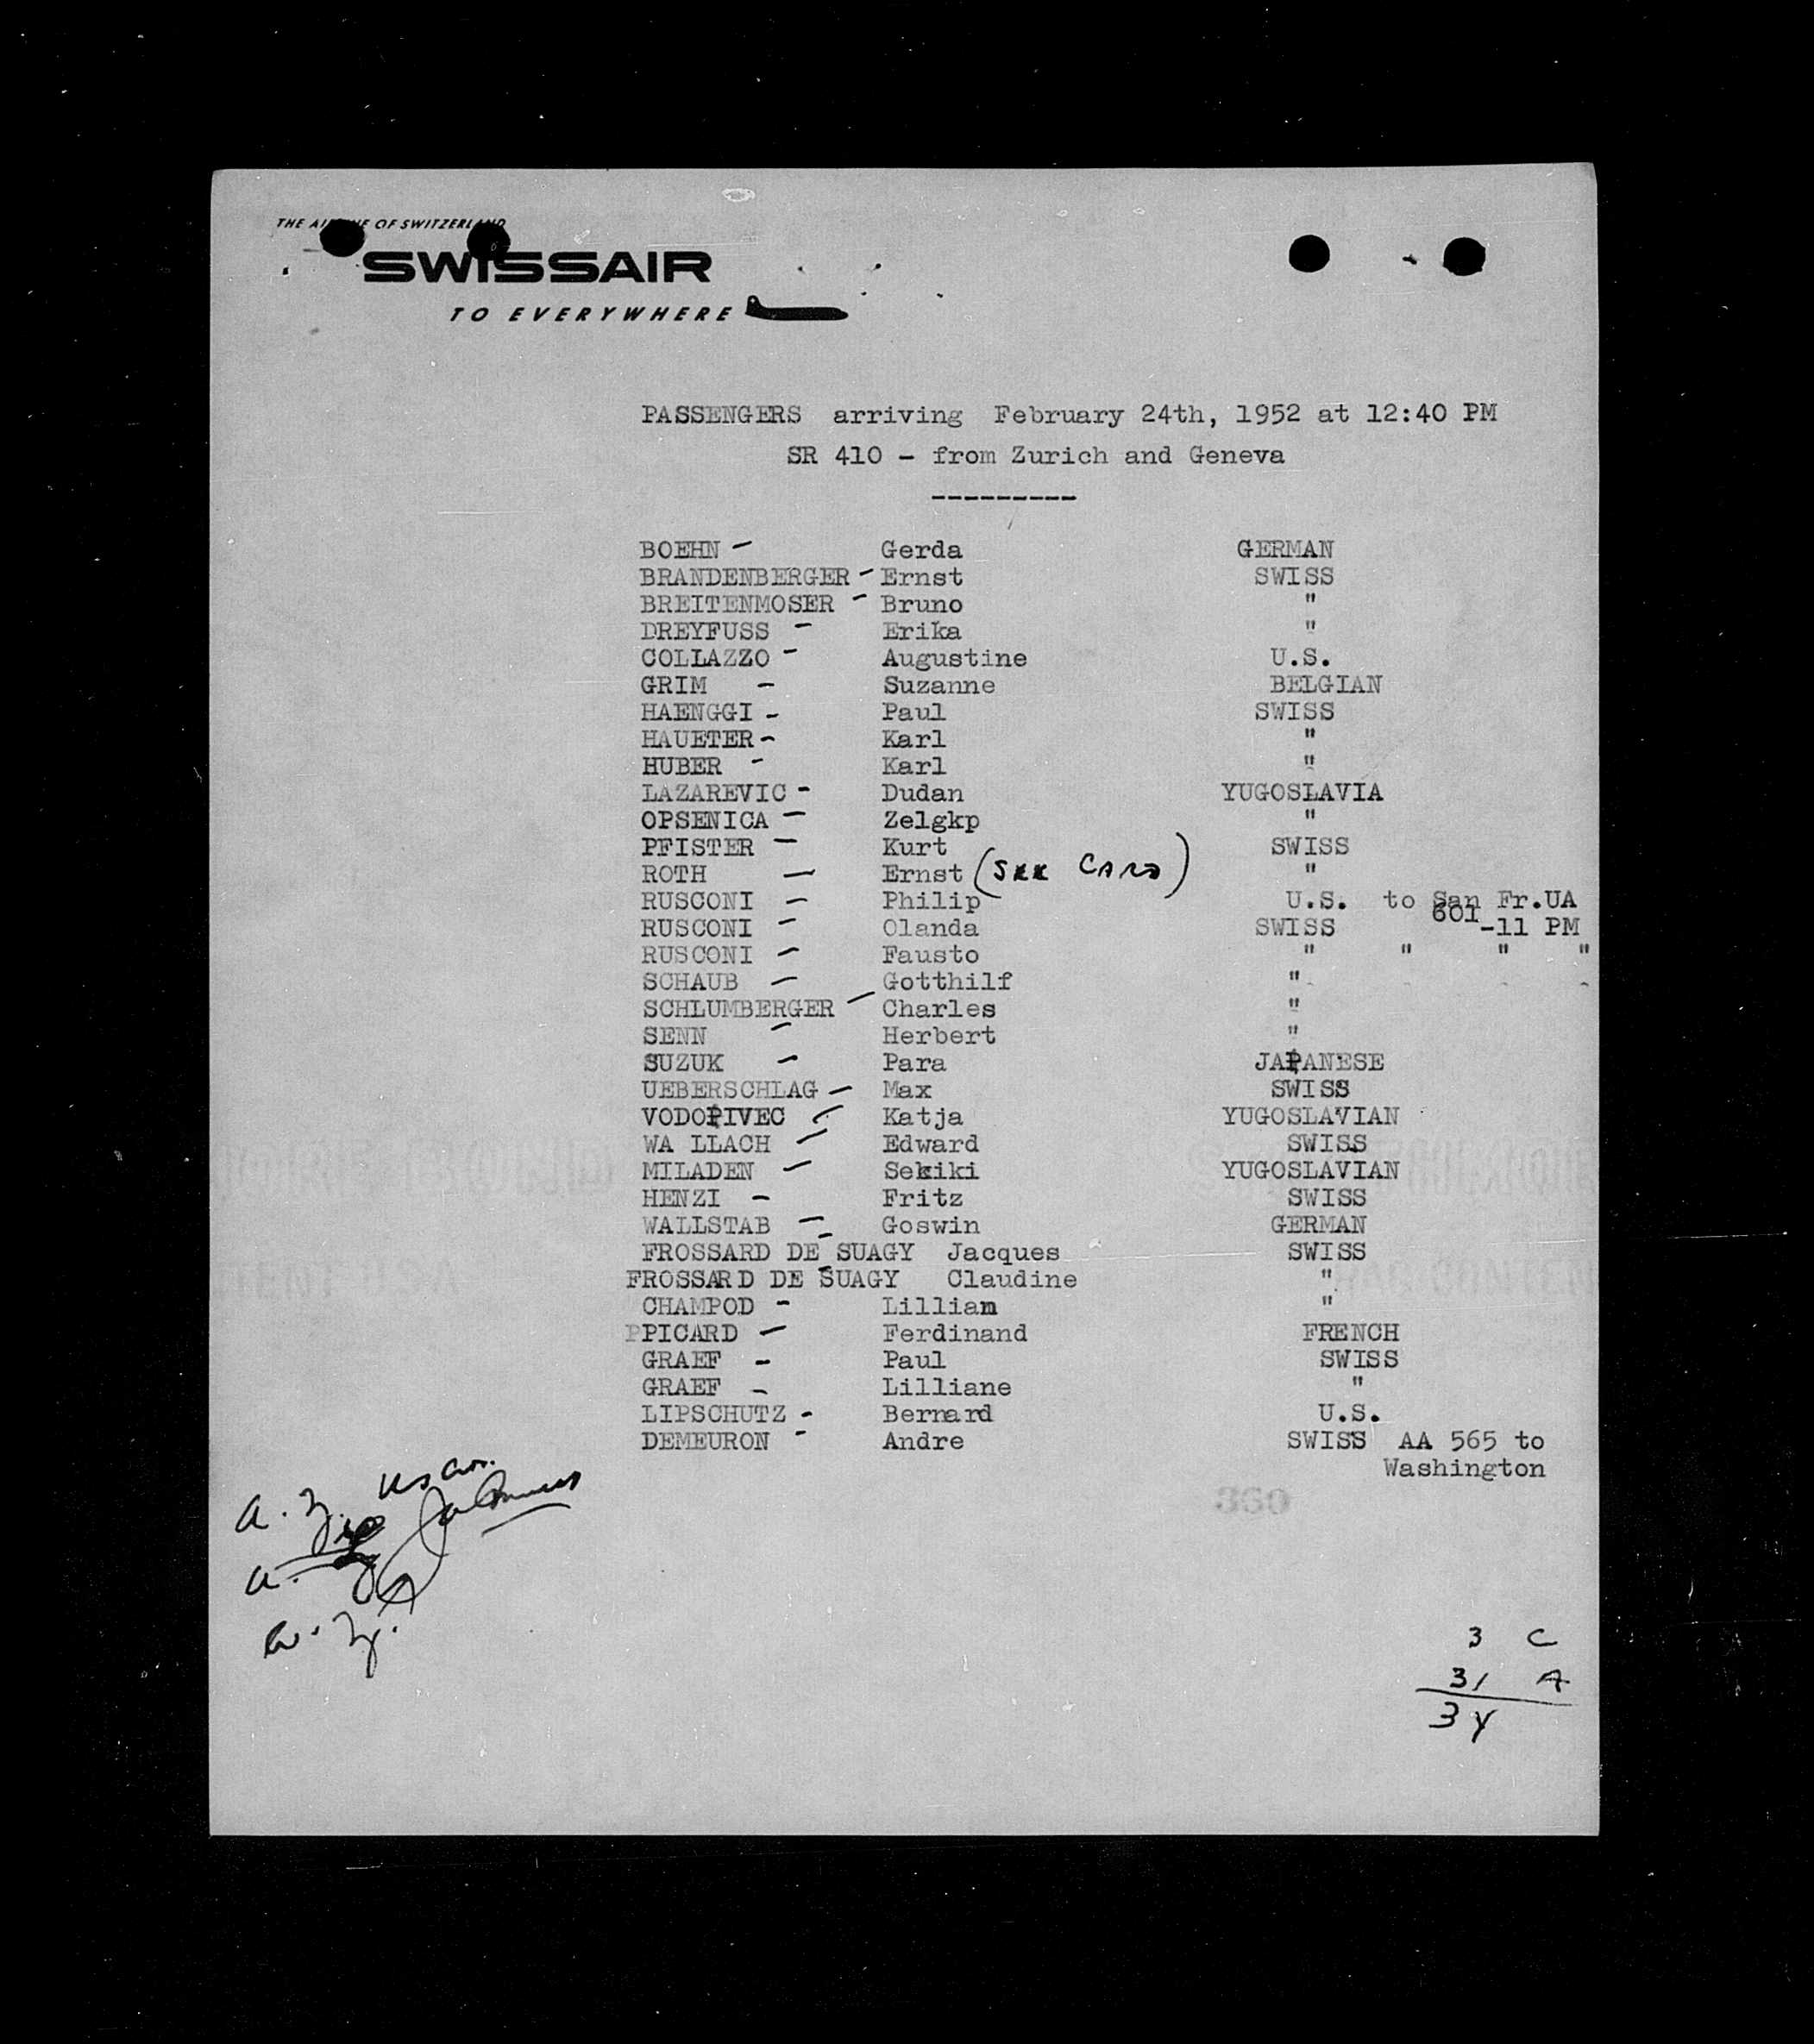 THE AIRLINE OF SWITZERLAND
SWISSAIR
TO EVERYWHERE
PASSENGERS arriving February 24th, 1952 at 12:40 PM
SR 410 - from Zurich and Geneva
---------
BOEHN - Gerda GERMAN
BRANDENBERGER - Ernst SWISS
BREITENMOSER - Bruno "
DREYFUSS - Erika "
COLLAZZO - Augustine U.S.
GRIM - Suzanne BELGIAN
HAENGGI - Paul SWISS
HAUETER - Karl "
HUBER - Karl "
LAZAREVIC - Dudan YUGOSLAVIA
OPSENICA - Zelgkp "
PFISTER - Kurt SWISS
ROTH - Ernst (SEE CARD) "
RUSCONI - Philip U.S. to San Fr.UA
601
RUSCONI - Olanda SWISS -11 PM
RUSCONI - Fausto " " " "
SCHAUB - Gotthilf "
SCHLUMBERGER - Charles "
SENN - Herbert "
SUZUK - Para JAPANESE
UEBERSCHLAG - Max SWISS
VODOPIVEC - Katja YUGOSLAVIAN
WA LLACH - Edward SWISS
MILADEN - Sekiki YUGOSLAVIAN
HENZI - Fritz SWISS
WALLSTAB - Goswin GERMAN
FROSSARD DE SUAGY Jacques SWISS
FROSSARD DE SUAGY Claudine "
CHAMPOD - Lillian "
PPICARD - Ferdinand FRENCH
GRAEF - Paul SWISS
GRAEF - Lilliane "
LIPSCHUTZ - Bernard U.S.
DEMEURON - Andre SWISS AA 565 to
Washington
360
3 C
31 A
34